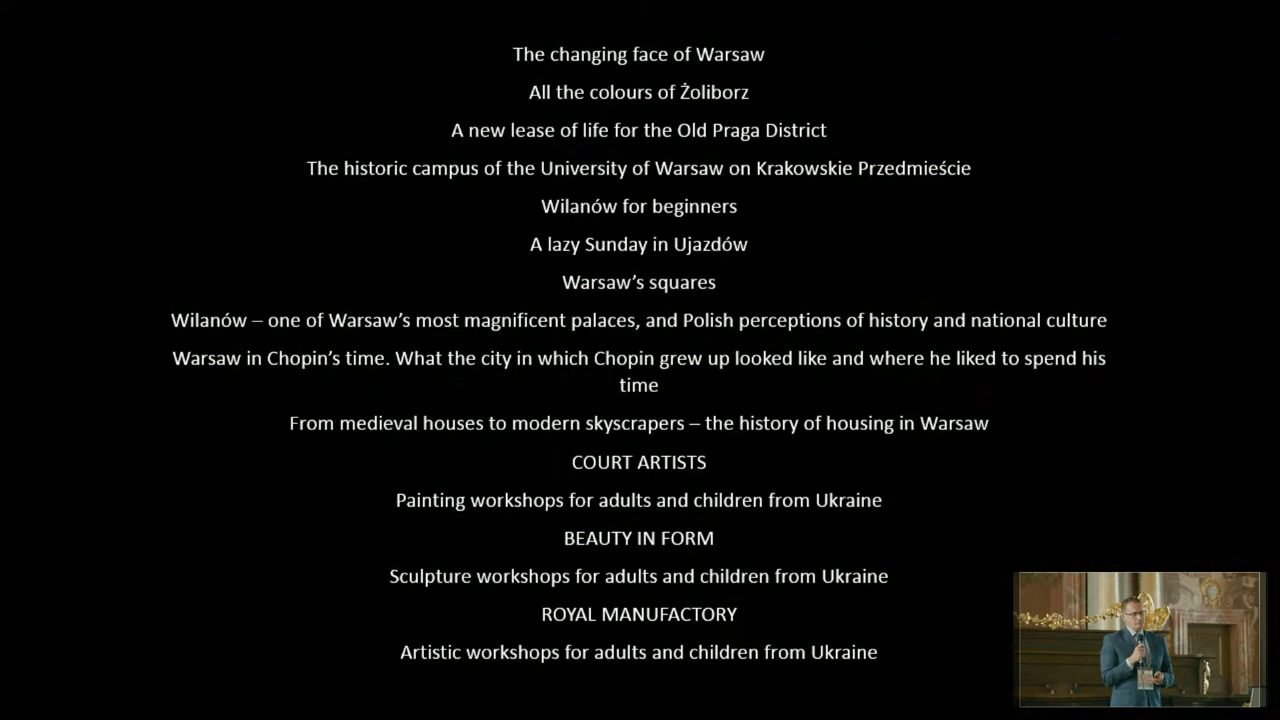 The changing face of Warsaw
All the colours of Żoliborz
A new lease of life for the Old Praga District
The historic campus of the University of Warsaw on Krakowskie Przedmieście
Wilanów for beginners
A lazy Sunday in Ujazdów
Warsaw’s squares
Wilanów – one of Warsaw’s most magnificent palaces, and Polish perceptions of history and national culture
Warsaw in Chopin’s time. What the city in which Chopin grew up looked like and where he liked to spend his
time
From medieval houses to modern skyscrapers – the history of housing in Warsaw
COURT ARTISTS
Painting workshops for adults and children from Ukraine
BEAUTY IN FORM
Sculpture workshops for adults and children from Ukraine
ROYAL MANUFACTORY
Artistic workshops for adults and children from Ukraine